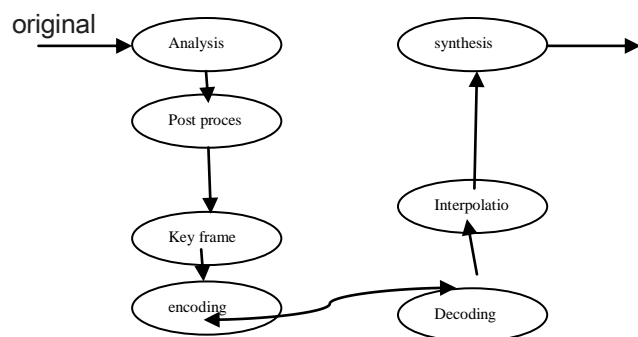 original
Analysis
Post proces
Key frame
encoding
synthesis
Interpolatio
Decoding